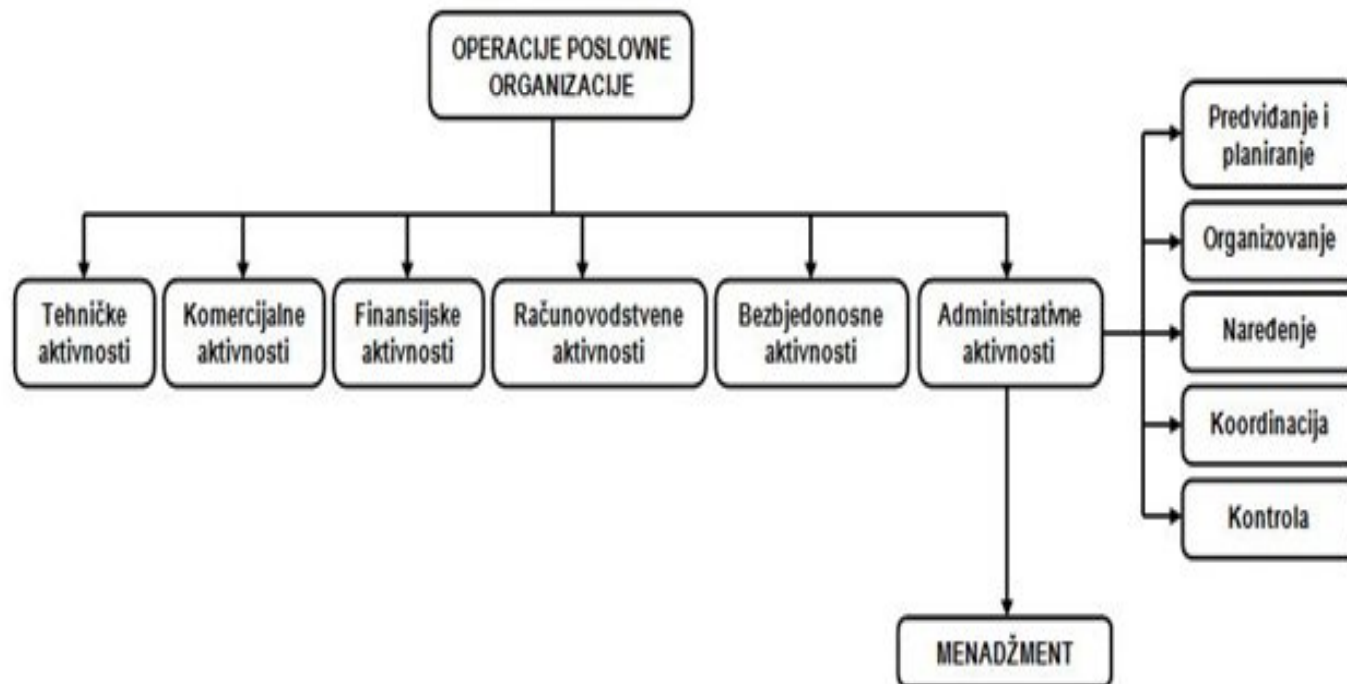 OPERACIJE POSLOVNE
ORGANIZACIJE
Tehničke
aktivnosti
Komercijalne
aktivnosti
Finansijske
aktivnosti
Računovodstvene
aktivnosti
Bezbjedonosne
aktivnosti
Administrativne
aktivnosti
Predviđanje i
planiranje
Organizovanje
Naređenje
Koordinacija
Kontrola
MENADŽMENT